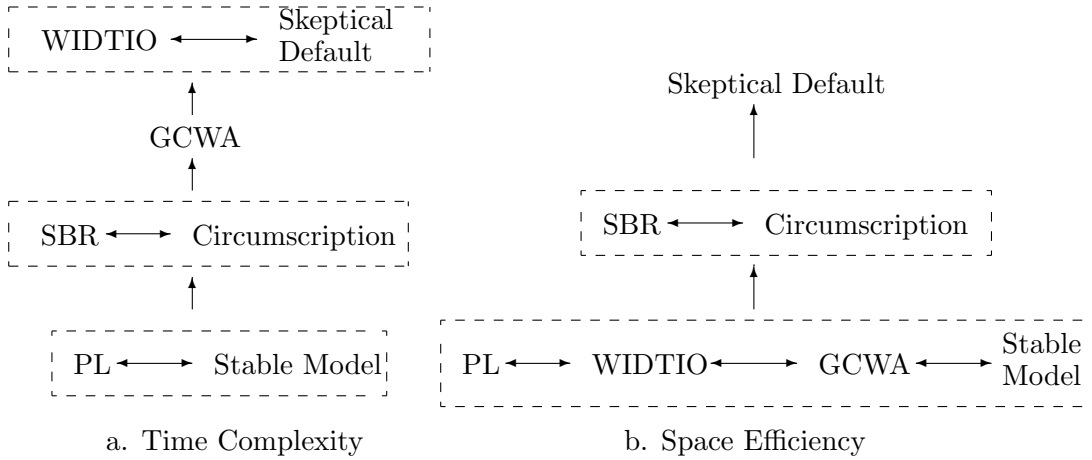 WIDTIO Skeptical
Default
GCWA
SBR Circumscription
PL Stable Model
a. Time Complexity
Skeptical Default
SBR Circumscription
PL WIDTIO GCWA Stable
Model
b. Space Efficiency